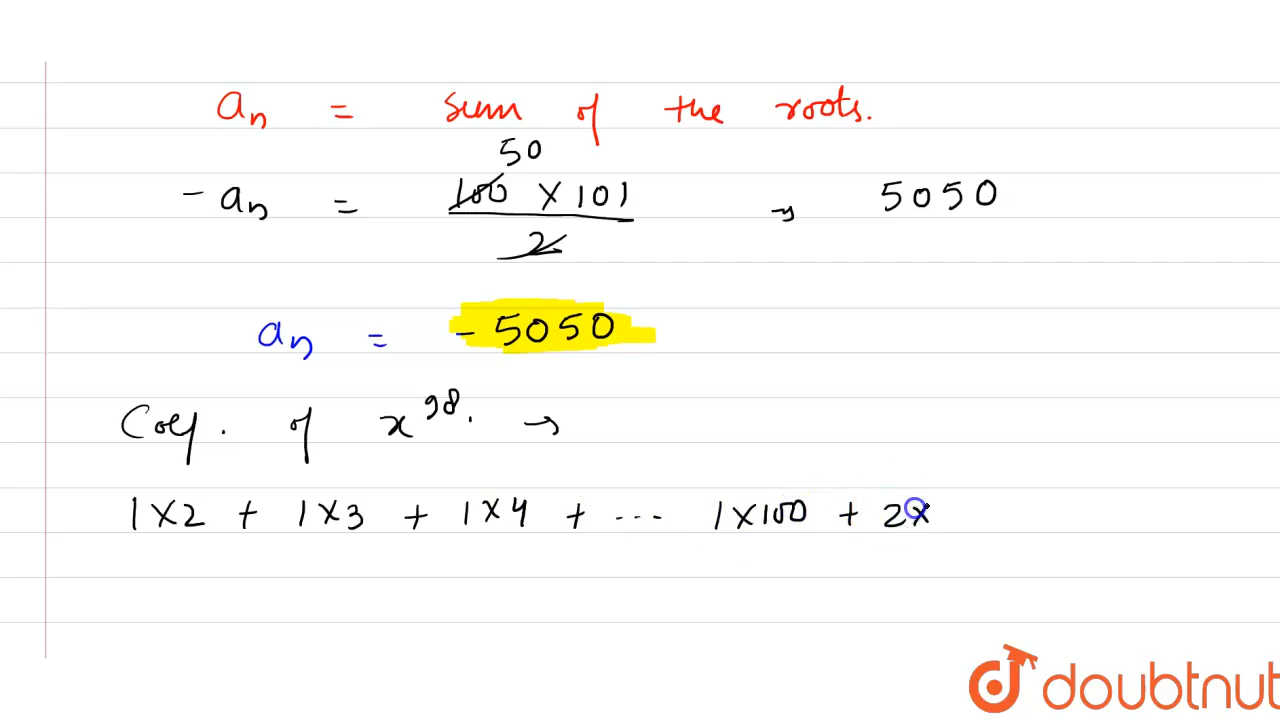 an = sum of the roots.
50
- an = 100 × 101 → 5050
2
an = - 5050
Coef. of x^98. →
1×2 + 1×3 + 1×4 + ... 1×100 + 2×
doubtnut